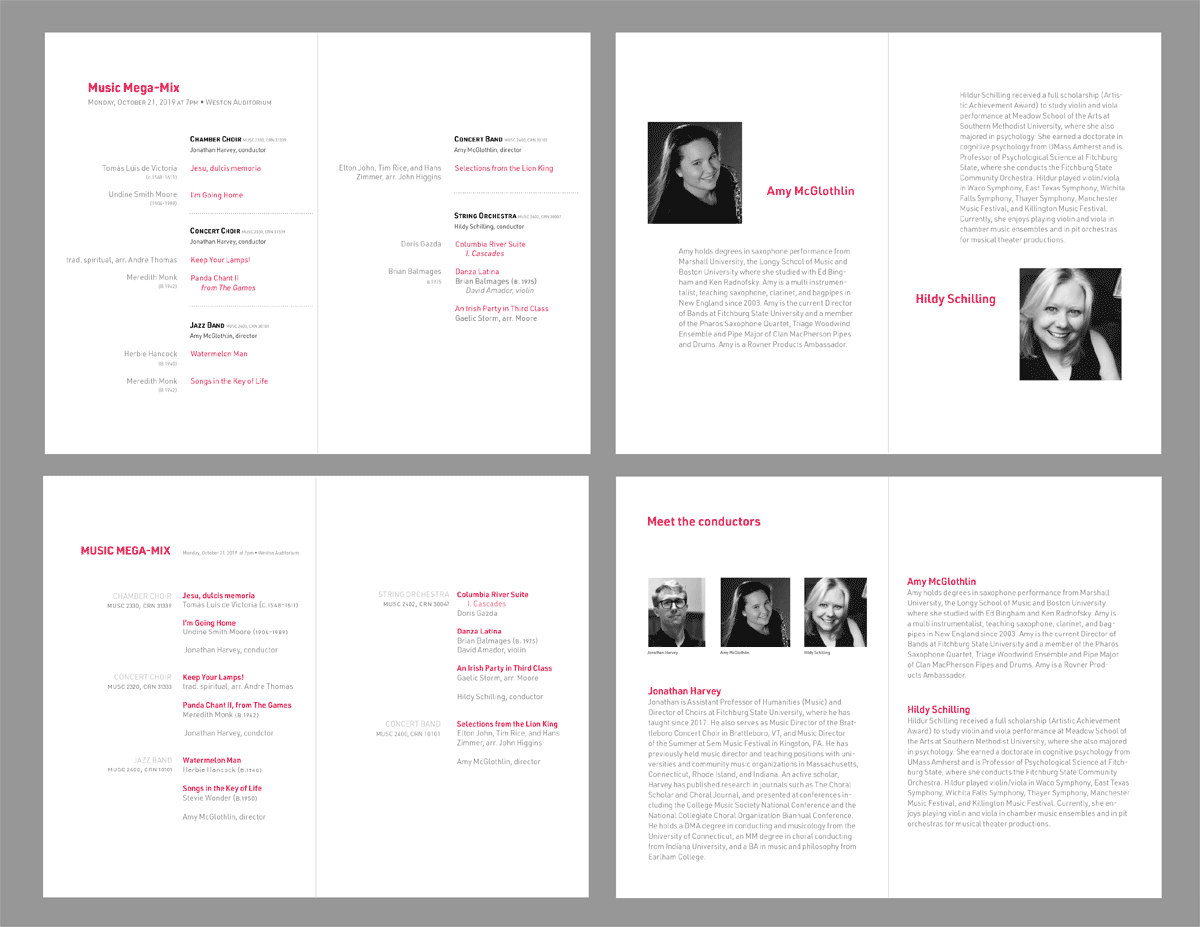 Music Mega-Mix
Monday, October 21, 2019 at 7pm • Weston Auditorium
Chamber Choir MUSC 2330, CRN 31339
Jonathan Harvey, conductor
Tomás Luis de Victoria Jesu, dulcis memoria
(c.1548-1611)
Undine Smith Moore I'm Going Home
(1904-1989)
Concert Choir
Jonathan Harvey, conductor
trad. spiritual, arr. Andre Thomas Keep Your Lamps!
Meredith Monk Panda Chant II
(B.1942) from The Games
Jazz Band
Amy McGlothlin, director
Herbie Hancock Watermelon Man
(B.1940)
Meredith Monk Songs in the Key of Life
(B.1942)
Concert Band
Amy McGlothlin, director
Elton John, Tim Rice, and Hans Selections from the Lion King
Zimmer, arr. John Higgins
String Orchestra MUSC 2402, CRN 30047
Hildy Schilling, conductor
Doris Gazda Columbia River Suite
I. Cascades
Brian Balmages Danza Latina
B.1975 Brian Balmages (B. 1975)
David Amador, violin
An Irish Party in Third Class
Gaelic Storm, arr. Moore
Amy McGlothlin
Amy holds degrees in saxophone performance from
Marshall University, the Longy School of Music and
Boston University where she studied with Ed Bing-
ham and Ken Radnofsky. Amy is a multi instrumen-
talist, teaching saxophone, clarinet, and bagpipes in
New England since 2003. Amy is the current Director
of Bands at Fitchburg State University and a member
of the Pharos Saxophone Quartet, Triage Woodwind
Ensemble and Pipe Major of Clan MacPherson Pipes
and Drums. Amy is a Rovner Products Ambassador.
Hildur Schilling received a full scholarship (Artis-
tic Achievement Award) to study violin and viola
performance at Meadow School of the Arts at
Southern Methodist University, where she also
majored in psychology. She earned a doctorate in
cognitive psychology from UMass Amherst and is
Professor of Psychological Science at Fitchburg
State, where she conducts the Fitchburg State
Community Orchestra. Hildur played violin/viola
in Waco Symphony, East Texas Symphony, Wichita
Falls Symphony, Thayer Symphony, Manchester
Music Festival, and Killington Music Festival.
Currently, she enjoys playing violin and viola in
chamber music ensembles and in pit orchestras
for musical theater productions.
Hildy Schilling
MUSIC MEGA-MIX Monday, October 21, 2019 at 7pm • Weston Auditorium
CHAMBER CHOIR Jesu, dulcis memoria
MUSC 2330, CRN 31339 Tomás Luis de Victoria (c.1548-1611)
I'm Going Home
Undine Smith Moore (1904-1989)
Jonathan Harvey, conductor
CONCERT CHOIR Keep Your Lamps!
MUSC 2320, CRN 31333 trad. spiritual, arr. Andre Thomas
Panda Chant II, from The Games
Meredith Monk (B.1942)
Jonathan Harvey, condctor
JAZZ BAND Watermelon Man
MUSC 2400, CRN 10101 Herbie Hancock (B.1940)
Songs in the Key of Life
Stevie Wonder (B.1950)
Amy McGlothlin, director
STRING ORCHESTRA Columbia River Suite
MUSC 2402, CRN 30047 I. Cascades
Doris Gazda
Danza Latina
Brian Balmages (B. 1975)
David Amador, violin
An Irish Party in Third Class
Gaelic Storm, arr. Moore
Hildy Schilling, conductor
CONCERT BAND Selections from the Lion King
MUSC 2400, CRN 10101 Elton John, Tim Rice, and Hans
Zimmer, arr. John Higgins
Amy McGlothlin, director
Meet the conductors
Jonathan Harvey Amy McGlothlin Hildy Schilling
Jonathan Harvey
Jonathan is Assistant Professor of Humanities (Music) and
Director of Choirs at Fitchburg State University, where he has
taught since 2017. He also serves as Music Director of the Brat-
tleboro Concert Choir in Brattleboro, VT, and Music Director
of the Summer at Sem Music Festival in Kingston, PA. He has
previously held music director and teaching positions with uni-
versities and community music organizations in Massachusetts,
Connecticut, Rhode Island, and Indiana. An active scholar,
Harvey has published research in journals such as The Choral
Scholar and Choral Journal, and presented at conferences in-
cluding the College Music Society National Conference and the
National Collegiate Choral Organization Biannual Conference.
He holds a DMA degree in conducting and musicology from the
University of Connecticut, an MM degree in choral conducting
from Indiana University, and a BA in music and philosophy from
Earlham College.
Amy McGlothlin
Amy holds degrees in saxophone performance from Marshall
University, the Longy School of Music and Boston University
where she studied with Ed Bingham and Ken Radnofsky. Amy is
a multi instrumentalist, teaching saxophone, clarinet, and bag-
pipes in New England since 2003. Amy is the current Director of
Bands at Fitchburg State University and a member of the Pharos
Saxophone Quartet, Triage Woodwind Ensemble and Pipe Major
of Clan MacPherson Pipes and Drums. Amy is a Rovner Prod-
ucts Ambassador.
Hildy Schilling
Hildur Schilling received a full scholarship (Artistic Achievement
Award) to study violin and viola performance at Meadow School of
the Arts at Southern Methodist University, where she also majored
in psychology. She earned a doctorate in cognitive psychology from
UMass Amherst and is Professor of Psychological Science at Fitch-
burg State, where she conducts the Fitchburg State Community
Orchestra. Hildur played violin/viola in Waco Symphony, East Texas
Symphony, Wichita Falls Symphony, Thayer Symphony, Manchester
Music Festival, and Killington Music Festival. Currently, she en-
joys playing violin and viola in chamber music ensembles and in pit
orchestras for musical theater productions.